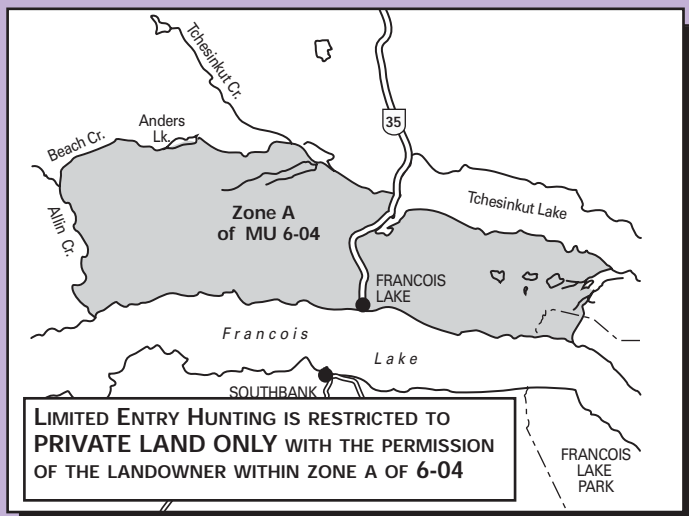 Tchesinkut Cr.
35
Anders
Lk.
Beach Cr.
Allin Cr.
Tchesinkut Lake
Zone A
of MU 6-04
FRANCOIS
LAKE
Francois
Lake
SOUTHBANK
LIMITED ENTRY HUNTING IS RESTRICTED TO
PRIVATE LAND ONLY WITH THE PERMISSION
OF THE LANDOWNER WITHIN ZONE A OF 6-04
FRANCOIS
LAKE
PARK